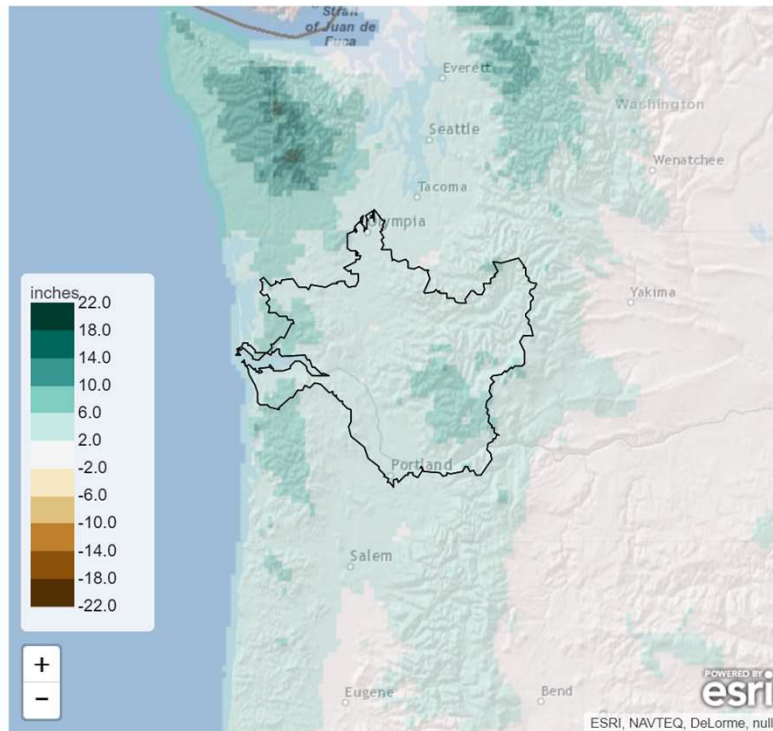 Strait
of Juan de
Fuca
Everett
Washington
Seattle
Wenatchee
Tacoma
Olympia
Yakima
inches
22.0
18.0
14.0
10.0
6.0
2.0
-2.0
-6.0
-10.0
-14.0
-18.0
-22.0
Portland
Salem
Eugene
Bend
+
−
POWERED BY
esri
ESRI, NAVTEQ, DeLorme, null